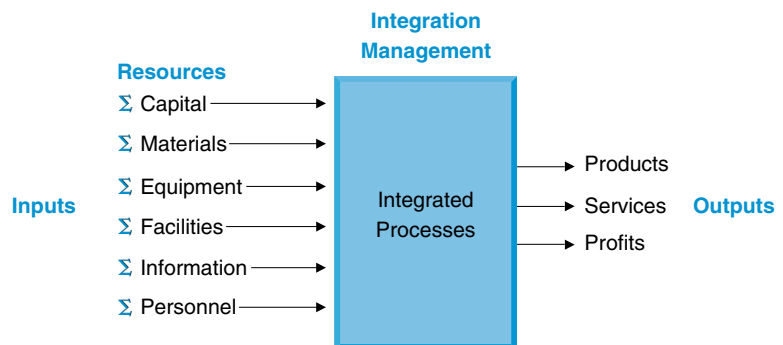 Integration
Management
Resources
Σ Capital
Σ Materials
Σ Equipment
Σ Facilities
Σ Information
Σ Personnel
Inputs
Integrated
Processes
Products
Services
Profits
Outputs